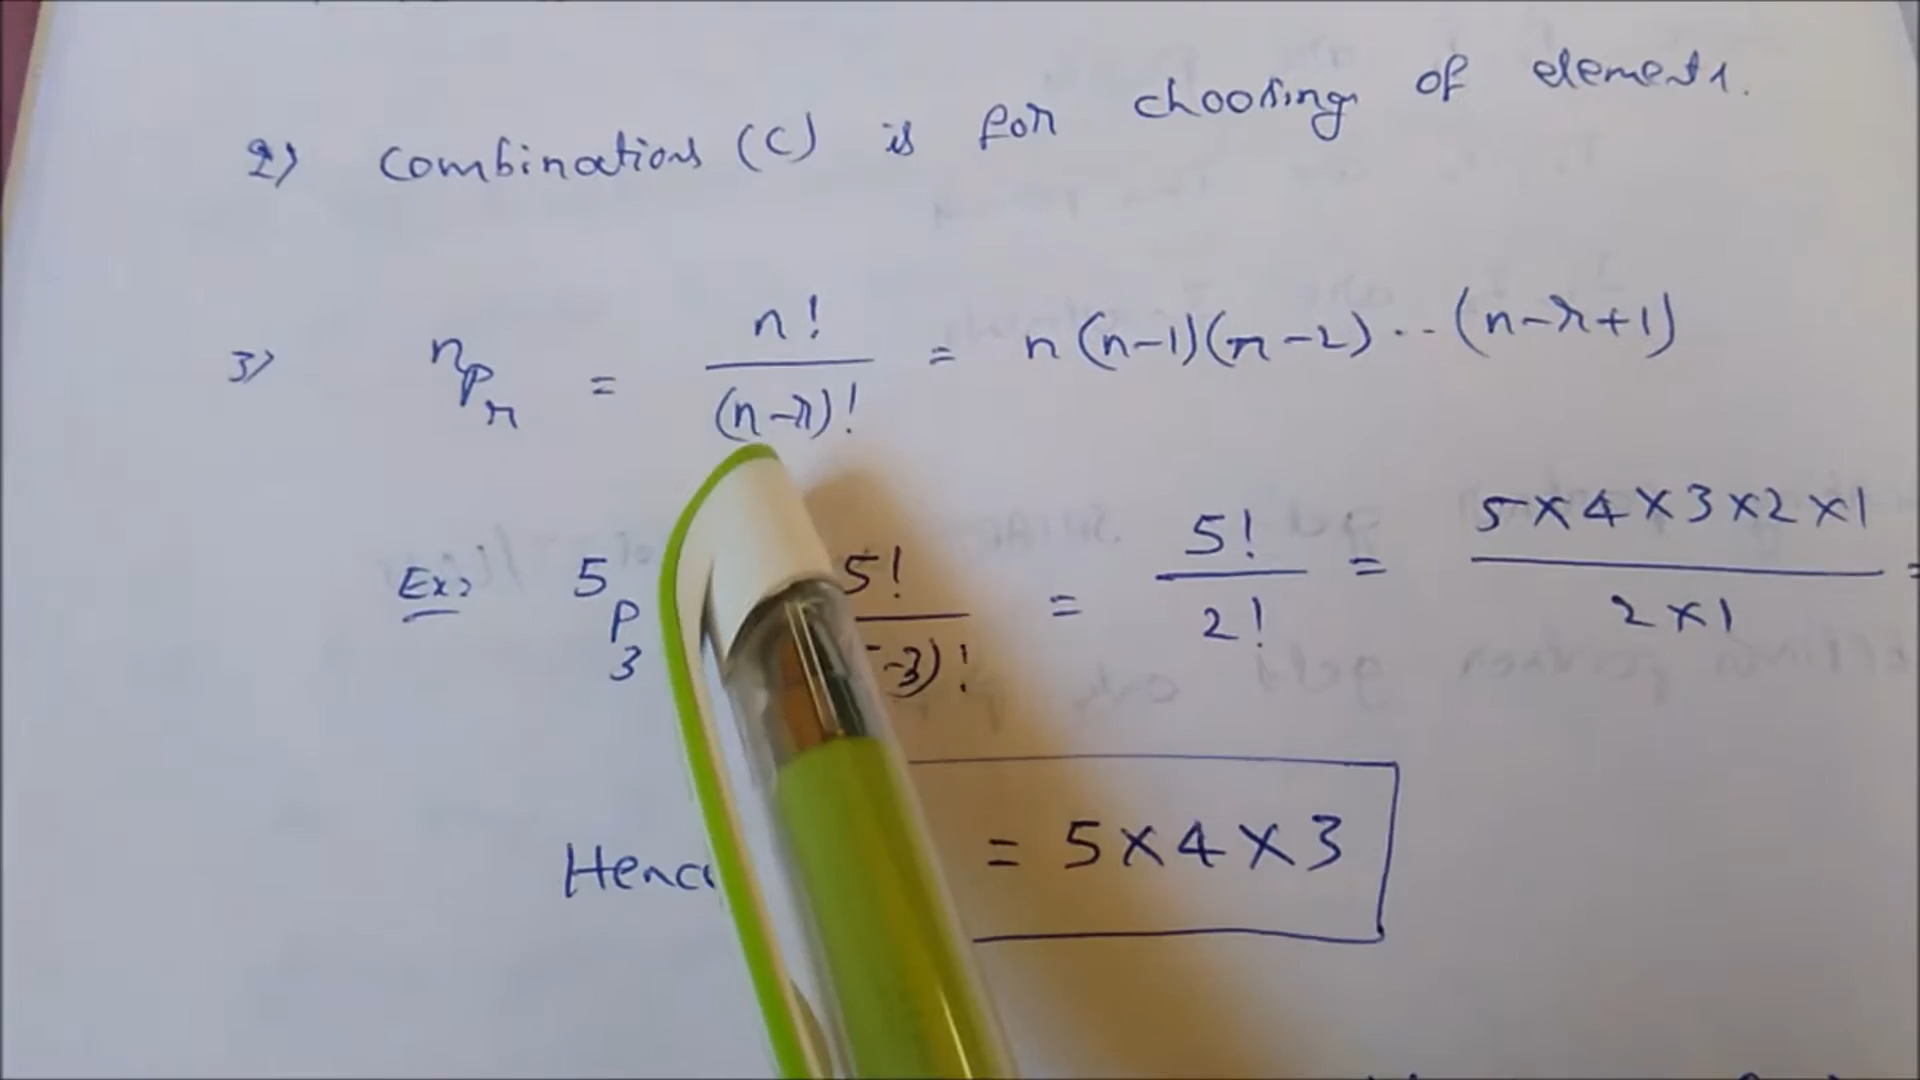 2) Combinations (C) is for choosing of elements.
3) nPr = n! / (n-r)! = n(n-1)(n-2)...(n-r+1)
Ex: 5P3 5! / -3)! = 5! / 2! = 5×4×3×2×1 / 2×1 =
Henc = 5×4×3